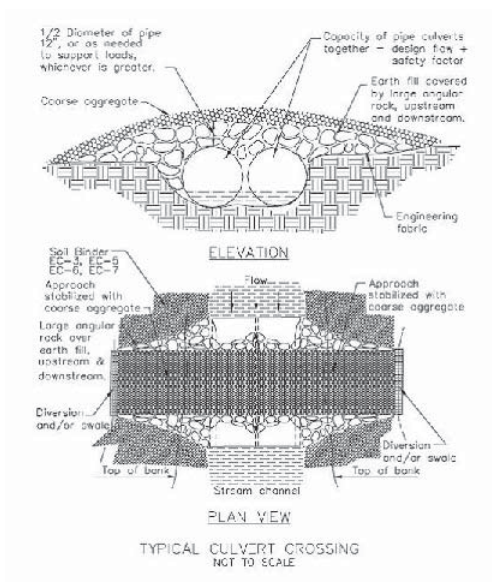 1/2 Diameter of pipe
12", or as needed
to support loads,
whichever is greater.
Capacity of pipe culverts
together - design flow +
safety factor
Coarse aggregate
Earth fill covered
by large angular
rock, upstream
and downstream.
Engineering
fabric
ELEVATION
Soil Binder
EC-3, EC-5
EC-6, EC-7
Flow
Approach
stabilized with
coarse aggregate
Approach
stabilized with
coarse aggregate
Large angular
rock over
earth fill,
upstream &
downstream.
Diversion
and/or swale
Diversion
and/or swale
Top of bank
Top of bank
Stream channel
PLAN VIEW
TYPICAL CULVERT CROSSING
NOT TO SCALE